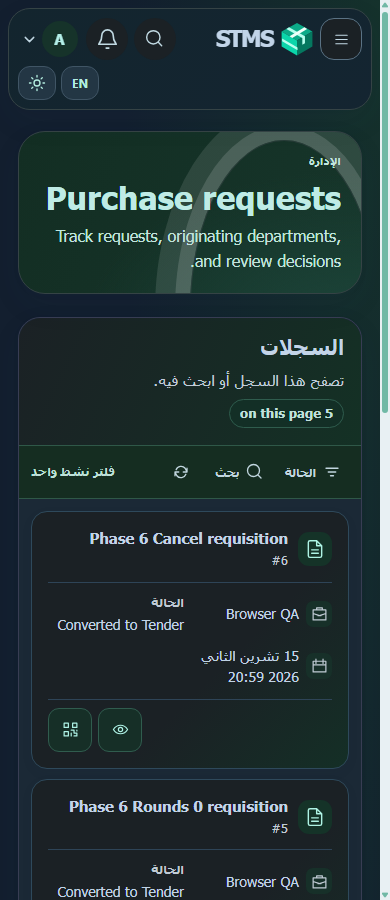 STMS
A
EN
الإدارة
Purchase requests
Track requests, originating departments,
and review decisions.
السجلات
تصفح هذا السجل أو ابحث فيه.
5 on this page
الحالة
بحث
فلتر نشط واحد
Phase 6 Cancel requisition
#6
Browser QA
الحالة
Converted to Tender
15 تشرين الثاني
2026 20:59
Phase 6 Rounds 0 requisition
#5
Browser QA
الحالة
Converted to Tender